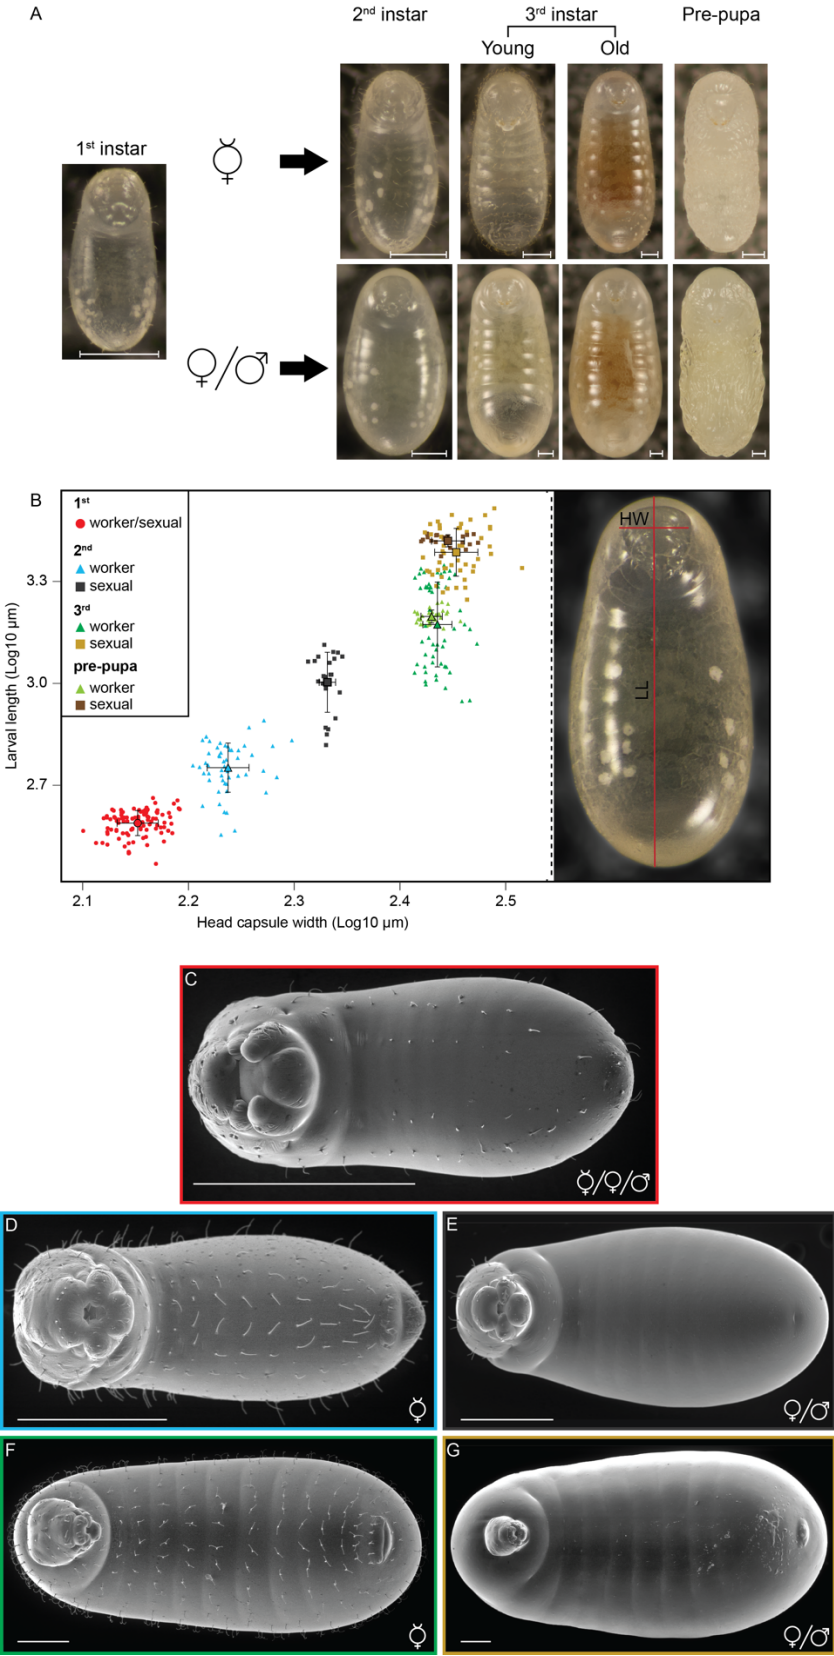 A
2nd instar
3rd instar
Pre-pupa
Young
Old
1st instar
☿
♀/♂
B
1st
worker/sexual
2nd
worker
sexual
3rd
worker
sexual
pre-pupa
worker
sexual
HW
LL
3.3
3.0
2.7
Larval length (Log10 μm)
2.1
2.2
2.3
2.4
2.5
Head capsule width (Log10 μm)
C
☿/♀/♂
D
☿
E
♀/♂
F
☿
G
♀/♂